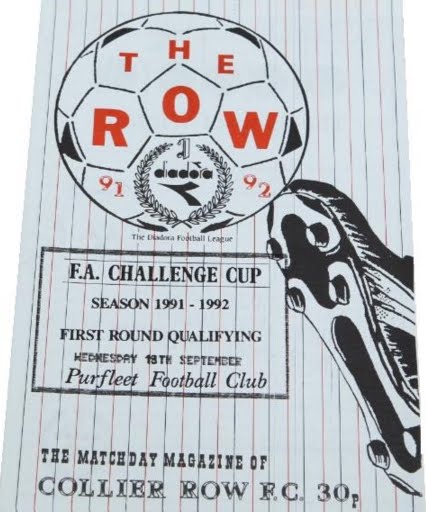 THE
ROW
91 92
diadora
The Diadora Football League
F.A. CHALLENGE CUP
SEASON 1991 - 1992
FIRST ROUND QUALIFYING
WEDNESDAY 18TH SEPTEMBER
Purfleet Football Club
THE MATCHDAY MAGAZINE OF
COLLIER ROW F.C. 30p